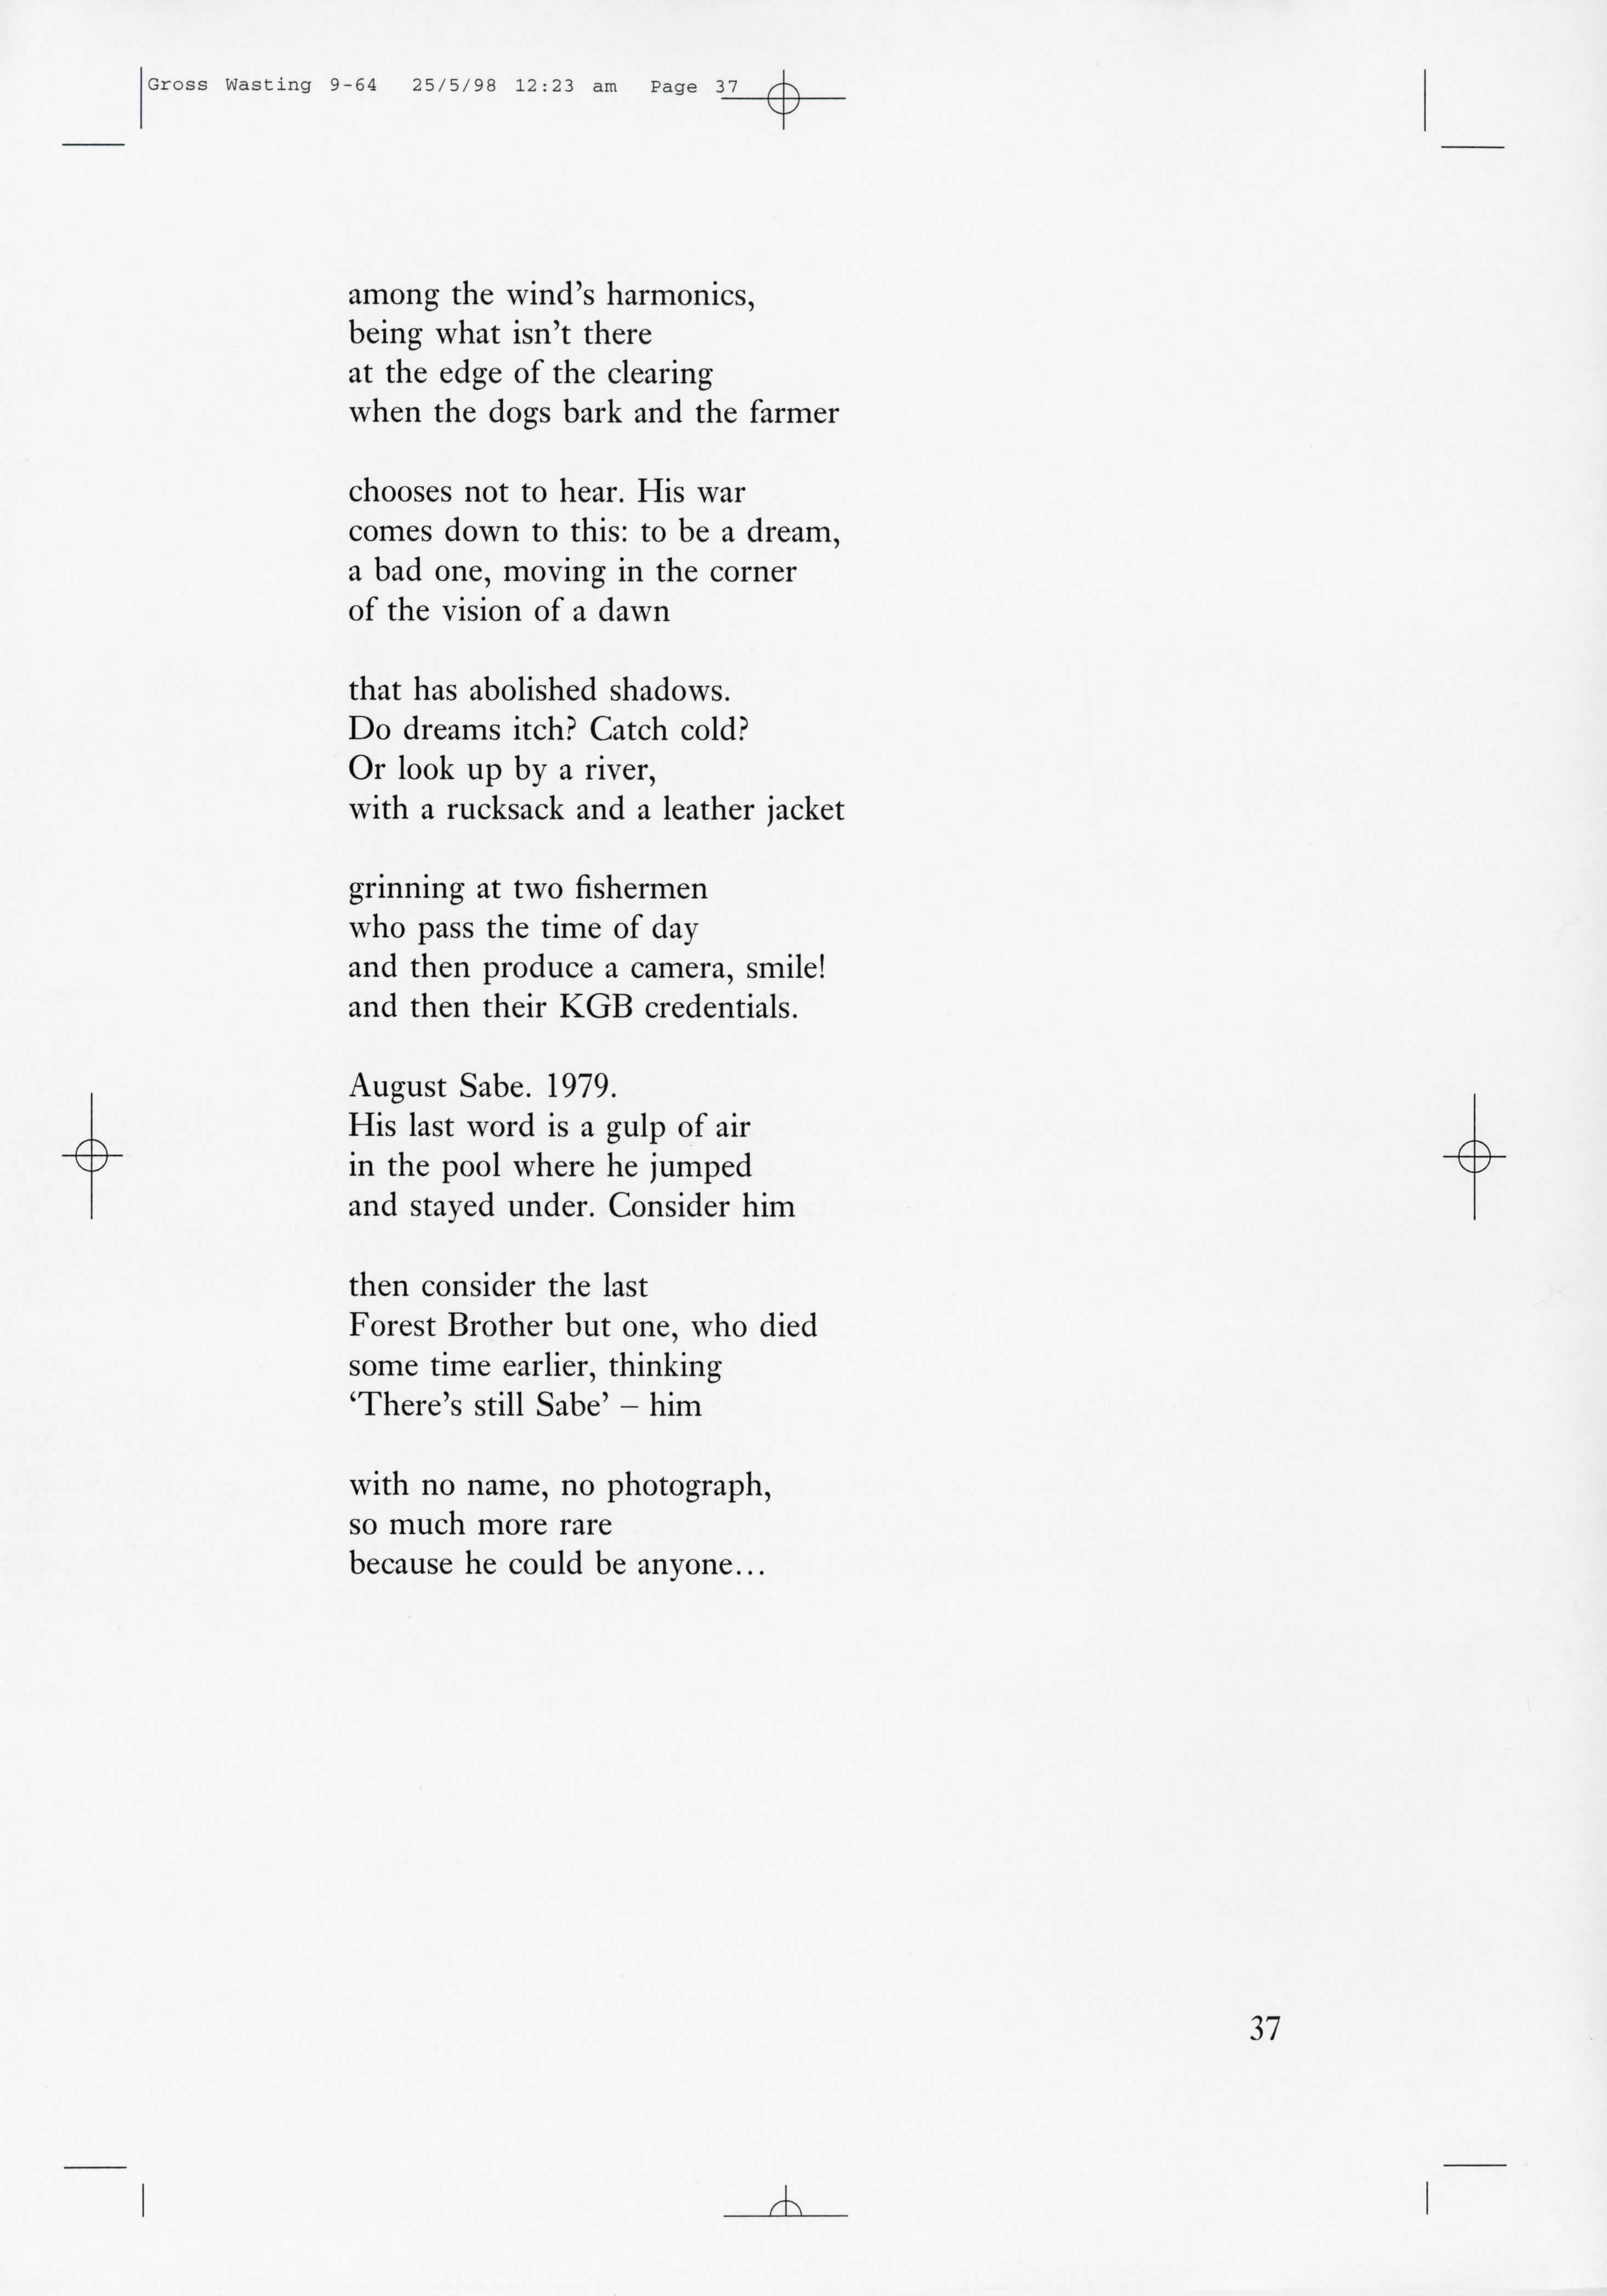 Gross Wasting 9-64 25/5/98 12:23 am Page 37
among the wind’s harmonics,
being what isn’t there
at the edge of the clearing
when the dogs bark and the farmer
chooses not to hear. His war
comes down to this: to be a dream,
a bad one, moving in the corner
of the vision of a dawn
that has abolished shadows.
Do dreams itch? Catch cold?
Or look up by a river,
with a rucksack and a leather jacket
grinning at two fishermen
who pass the time of day
and then produce a camera, smile!
and then their KGB credentials.
August Sabe. 1979.
His last word is a gulp of air
in the pool where he jumped
and stayed under. Consider him
then consider the last
Forest Brother but one, who died
some time earlier, thinking
‘There’s still Sabe’ – him
with no name, no photograph,
so much more rare
because he could be anyone...
37